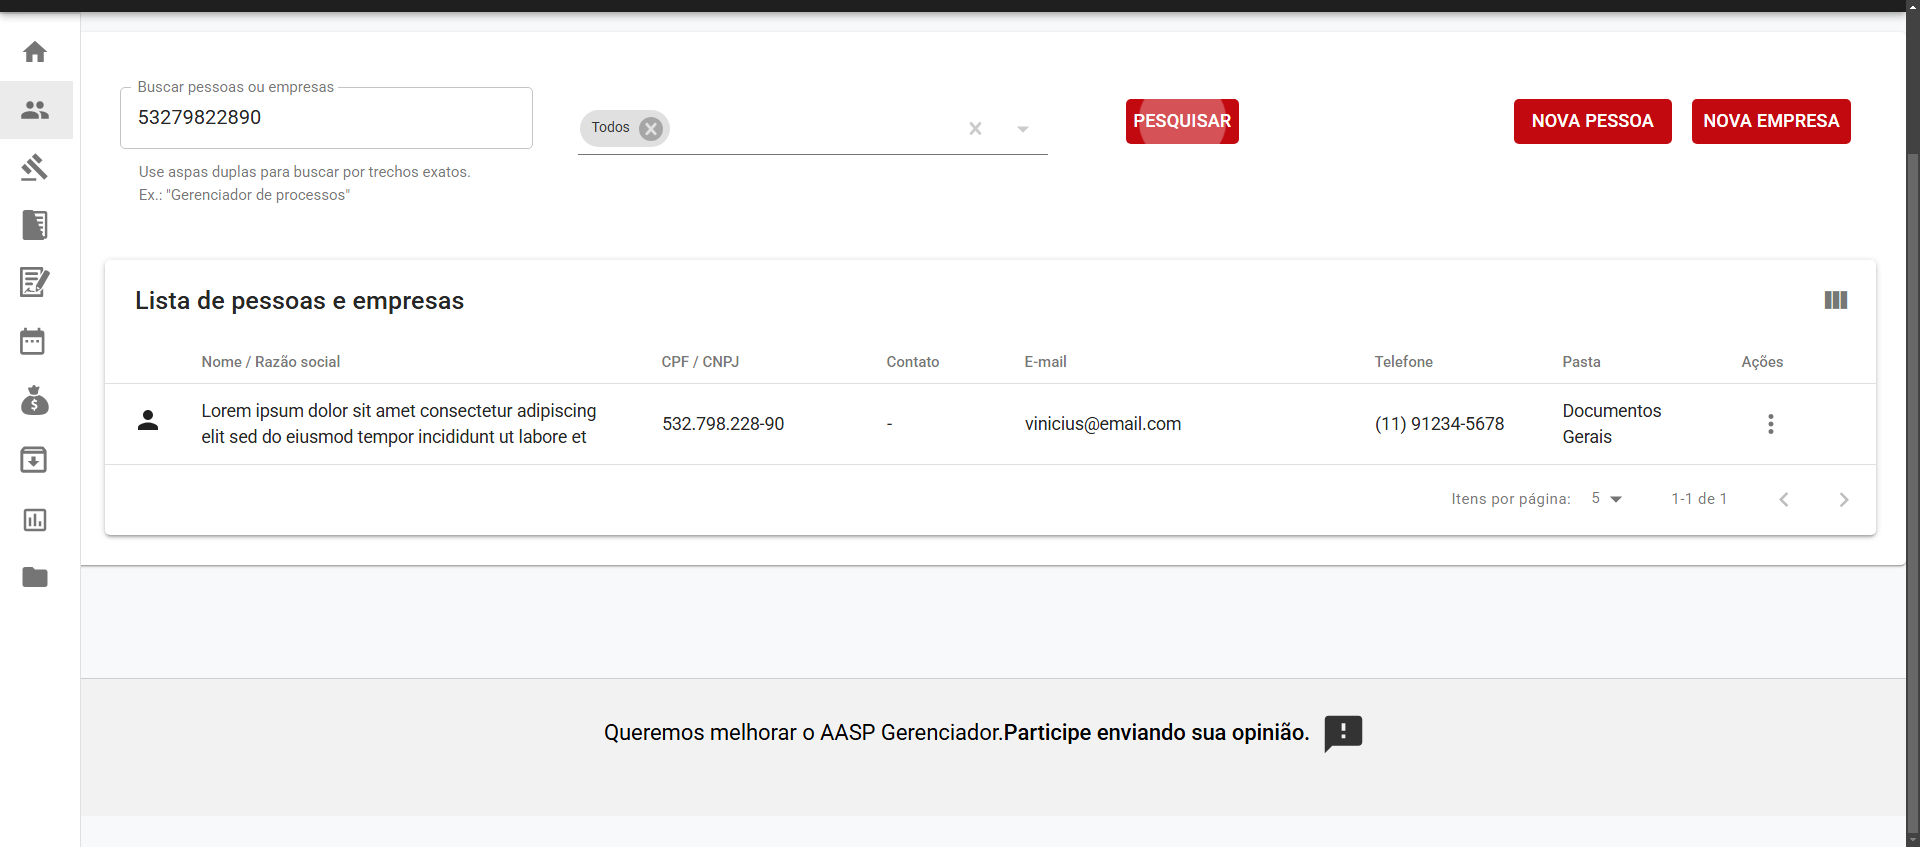 Buscar pessoas ou empresas
53279822890
Todos
PESQUISAR
NOVA PESSOA
NOVA EMPRESA
Use aspas duplas para buscar por trechos exatos.
Ex.: "Gerenciador de processos"
Lista de pessoas e empresas
Nome / Razão social
CPF / CNPJ
Contato
E-mail
Telefone
Pasta
Ações
Lorem ipsum dolor sit amet consectetur adipiscing
elit sed do eiusmod tempor incididunt ut labore et
532.798.228-90
-
vinicius@email.com
(11) 91234-5678
Documentos
Gerais
Itens por página:
5
1-1 de 1
Queremos melhorar o AASP Gerenciador.Participe enviando sua opinião.